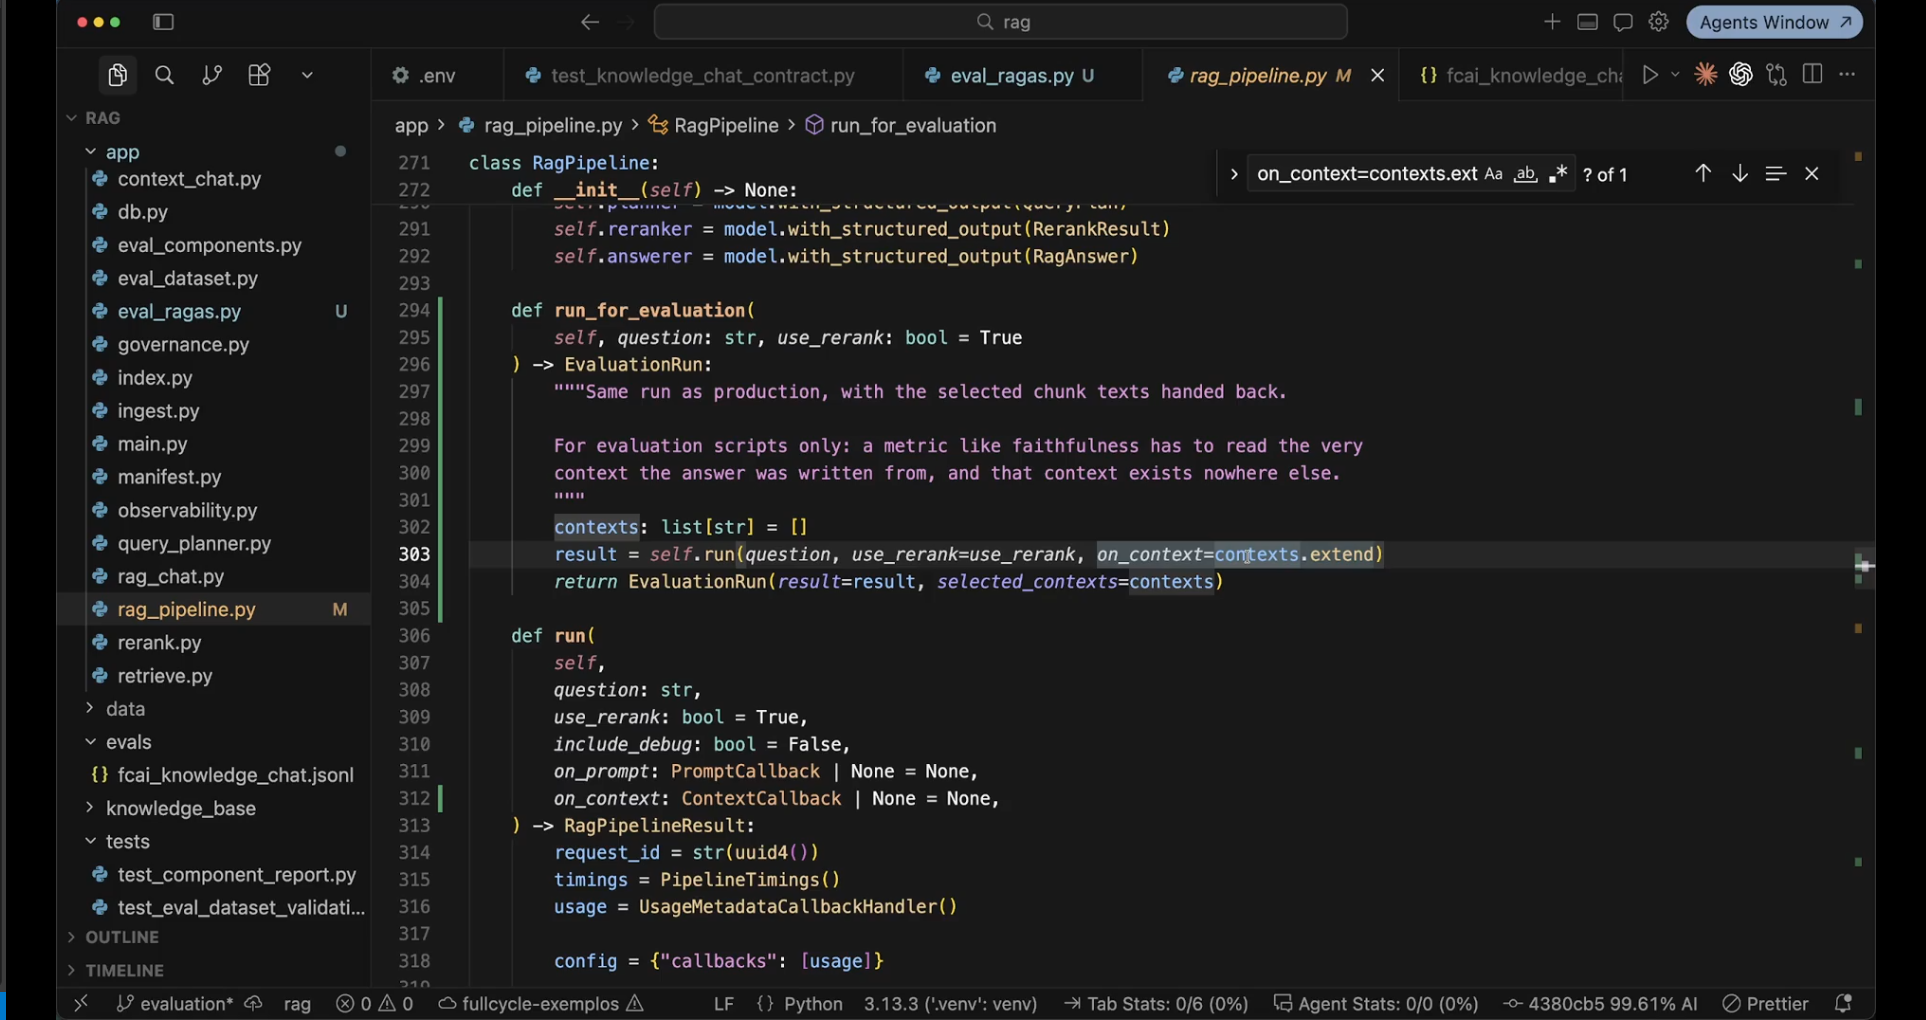 rag
Agents Window
.env
test_knowledge_chat_contract.py
eval_ragas.py U
rag_pipeline.py M
fcai_knowledge_cha
RAG
app
context_chat.py
db.py
eval_components.py
eval_dataset.py
eval_ragas.py U
governance.py
index.py
ingest.py
main.py
manifest.py
observability.py
query_planner.py
rag_chat.py
rag_pipeline.py M
rerank.py
retrieve.py
data
evals
fcai_knowledge_chat.jsonl
knowledge_base
tests
test_component_report.py
test_eval_dataset_validati...
OUTLINE
TIMELINE
app > rag_pipeline.py > RagPipeline > run_for_evaluation
on_context=contexts.ext Aa ab ? of 1
271 class RagPipeline:
272 def __init__(self) -> None:
self.planner = model.with_structured_output(QueryPlan)
291 self.reranker = model.with_structured_output(RerankResult)
292 self.answerer = model.with_structured_output(RagAnswer)
293
294 def run_for_evaluation(
295 self, question: str, use_rerank: bool = True
296 ) -> EvaluationRun:
297 """Same run as production, with the selected chunk texts handed back.
298
299 For evaluation scripts only: a metric like faithfulness has to read the very
300 context the answer was written from, and that context exists nowhere else.
301 """
302 contexts: list[str] = []
303 result = self.run(question, use_rerank=use_rerank, on_context=contexts.extend)
304 return EvaluationRun(result=result, selected_contexts=contexts)
305
306 def run(
307 self,
308 question: str,
309 use_rerank: bool = True,
310 include_debug: bool = False,
311 on_prompt: PromptCallback | None = None,
312 on_context: ContextCallback | None = None,
313 ) -> RagPipelineResult:
314 request_id = str(uuid4())
315 timings = PipelineTimings()
316 usage = UsageMetadataCallbackHandler()
317
318 config = {"callbacks": [usage]}
evaluation* rag 0 0 fullcycle-exemplos LF {} Python 3.13.3 ('.venv': venv) Tab Stats: 0/6 (0%) Agent Stats: 0/0 (0%) 4380cb5 99.61% AI Prettier